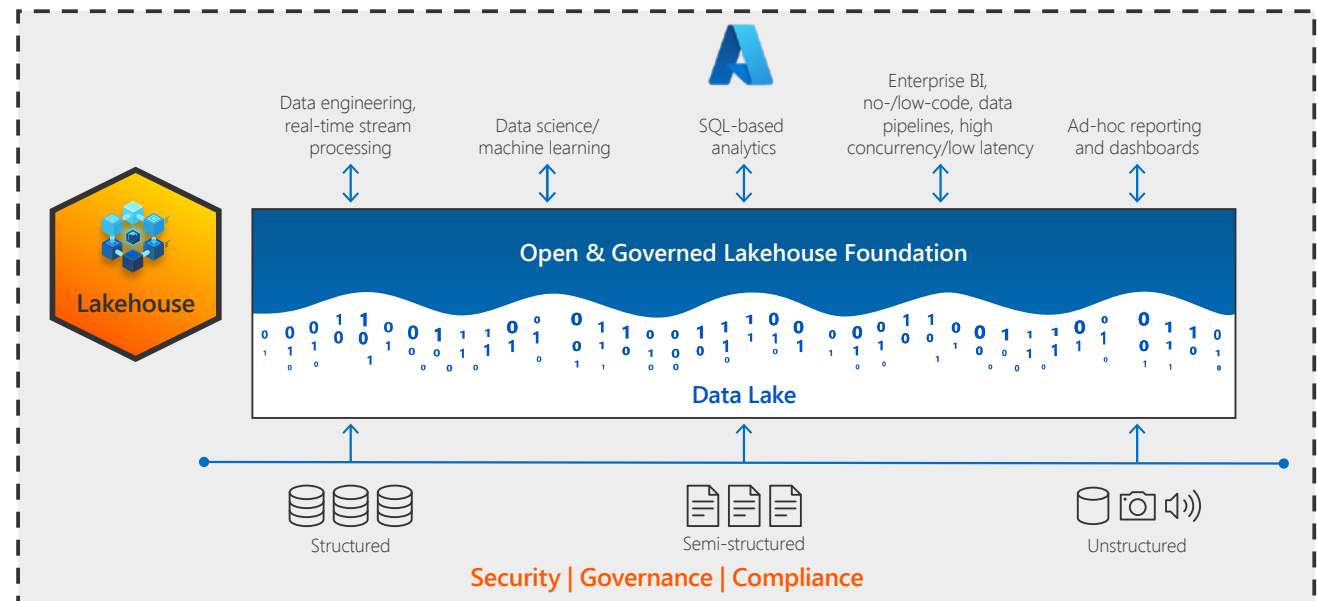 Data engineering,
real-time stream
processing
Data science/
machine learning
SQL-based
analytics
Enterprise BI,
no-/low-code, data
pipelines, high
concurrency/low latency
Ad-hoc reporting
and dashboards
Lakehouse
Open & Governed Lakehouse Foundation
Data Lake
Structured
Semi-structured
Unstructured
Security | Governance | Compliance